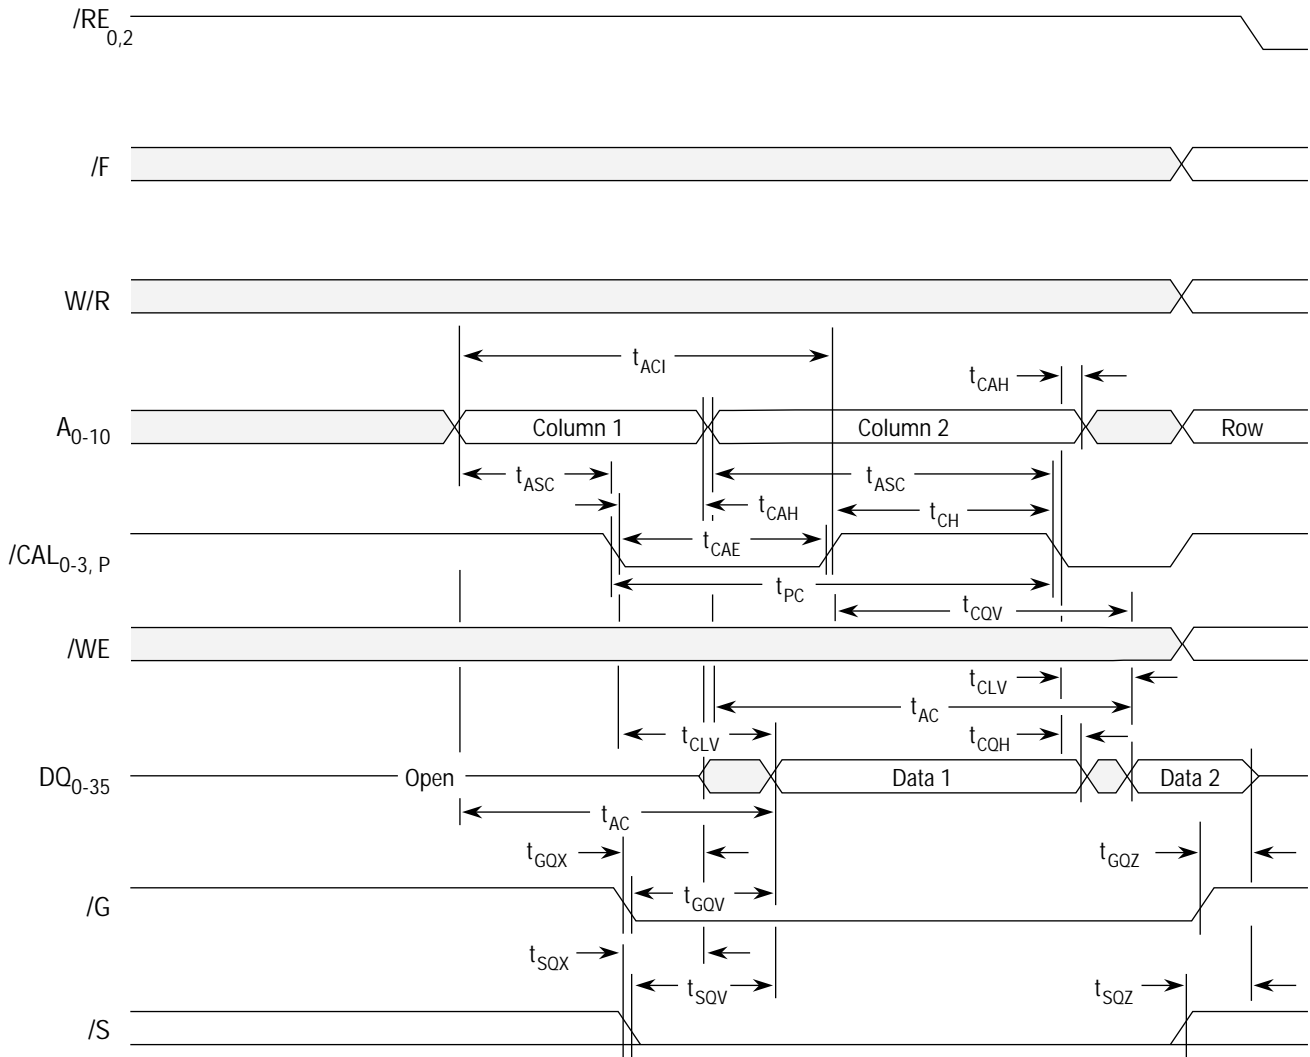 /RE0,2
/F
W/R
tACI
tCAH
A0-10 Column 1 Column 2 Row
tASC tASC
tCAH tCH
/CAL0-3, P tCAE
tPC
tCQV
/WE
tCLV
tAC
tCLV tCQH
DQ0-35 Open Data 1 Data 2
tAC
tGQX tGQZ
/G tGQV
tSQX
tSQV tSQZ
/S